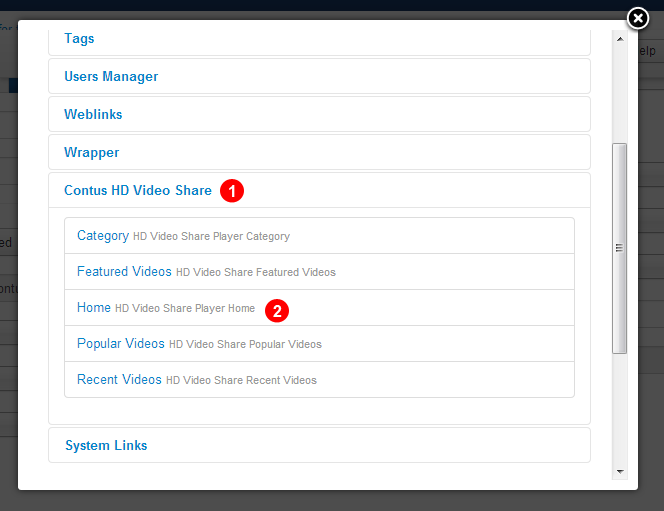 Tags
elp
Users Manager
Weblinks
Wrapper
Contus HD Video Share 1
Category HD Video Share Player Category
Featured Videos HD Video Share Featured Videos
Home HD Video Share Player Home 2
Popular Videos HD Video Share Popular Videos
Recent Videos HD Video Share Recent Videos
System Links